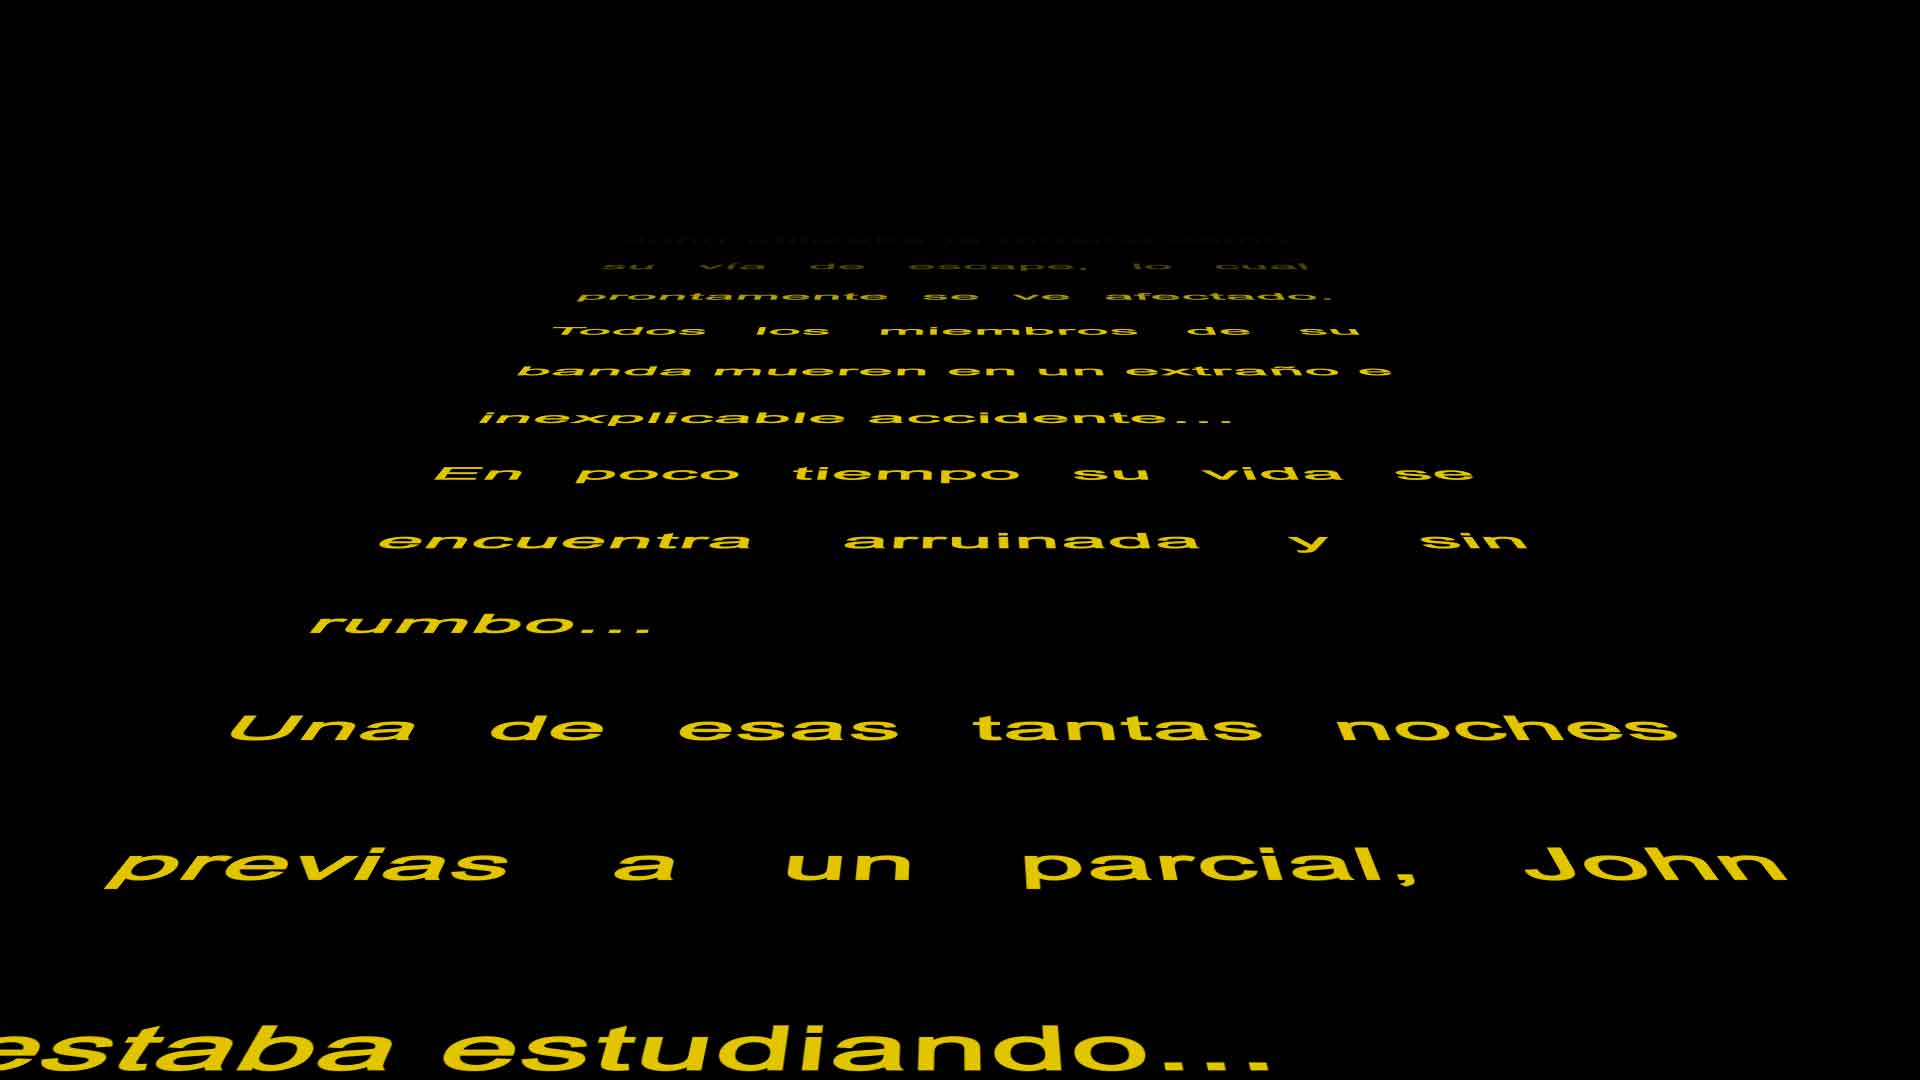 su vía de escape, lo cual
prontamente se ve afectado.
Todos los miembros de su
banda mueren en un extraño e
inexplicable accidente...
En poco tiempo su vida se
encuentra arruinada y sin
rumbo...
Una de esas tantas noches
previas a un parcial, John
estaba estudiando...